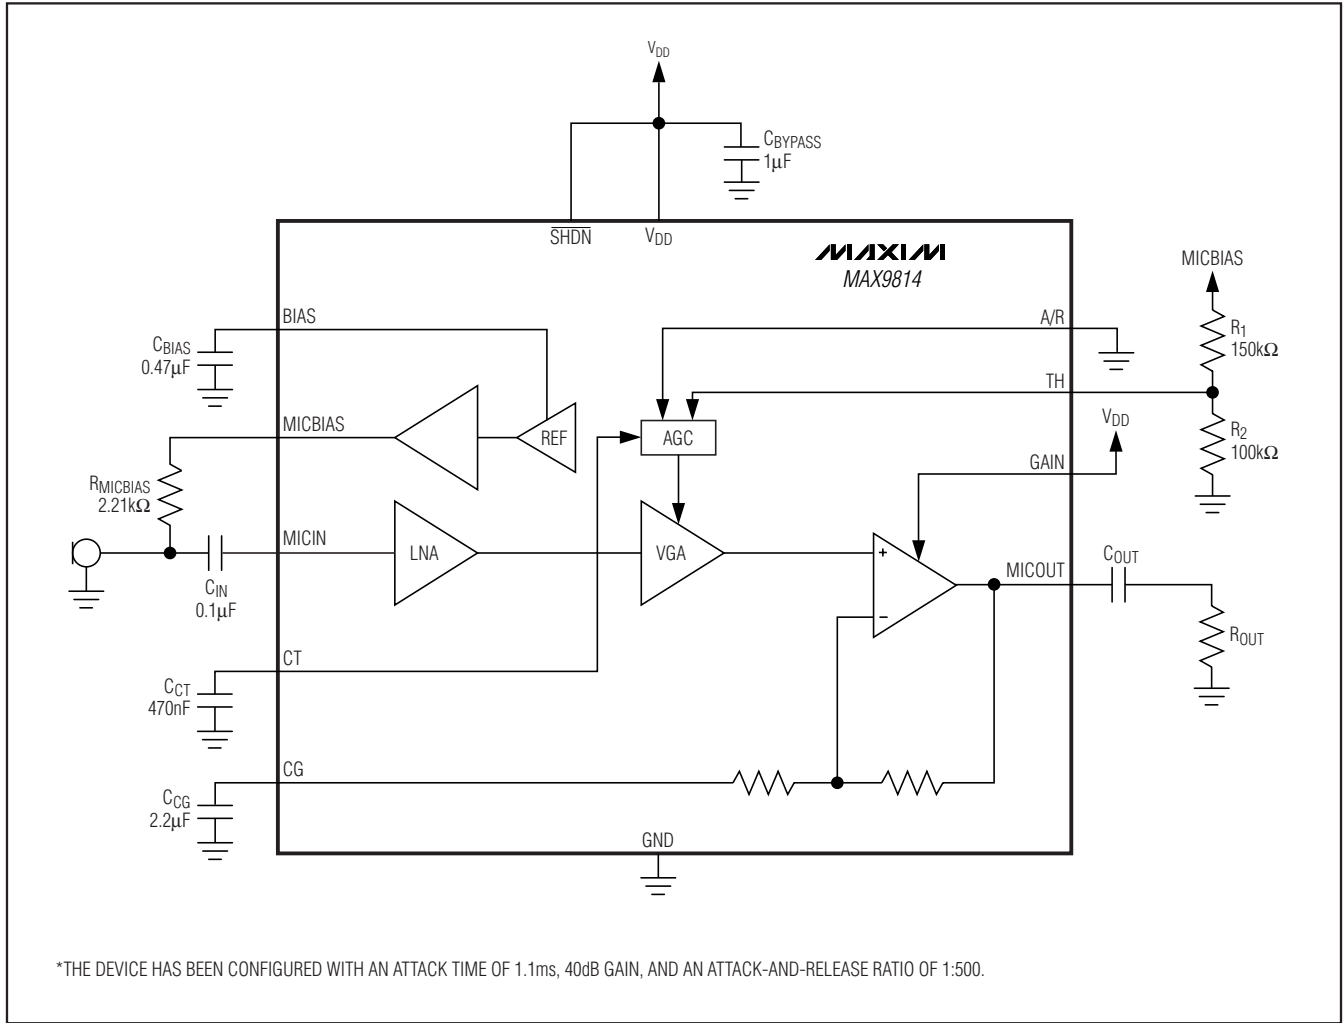 VDD
CBYPASS
1μF
SHDN
VDD
MAXIM
MAX9814
MICBIAS
R1
150kΩ
BIAS
A/R
CBIAS
0.47μF
TH
VDD
R2
100kΩ
MICBIAS
REF
AGC
GAIN
RMICBIAS
2.21kΩ
MICIN
LNA
VGA
+
−
MICOUT
COUT
ROUT
CIN
0.1μF
CT
CCT
470nF
CG
CCG
2.2μF
GND
*THE DEVICE HAS BEEN CONFIGURED WITH AN ATTACK TIME OF 1.1ms, 40dB GAIN, AND AN ATTACK-AND-RELEASE RATIO OF 1:500.